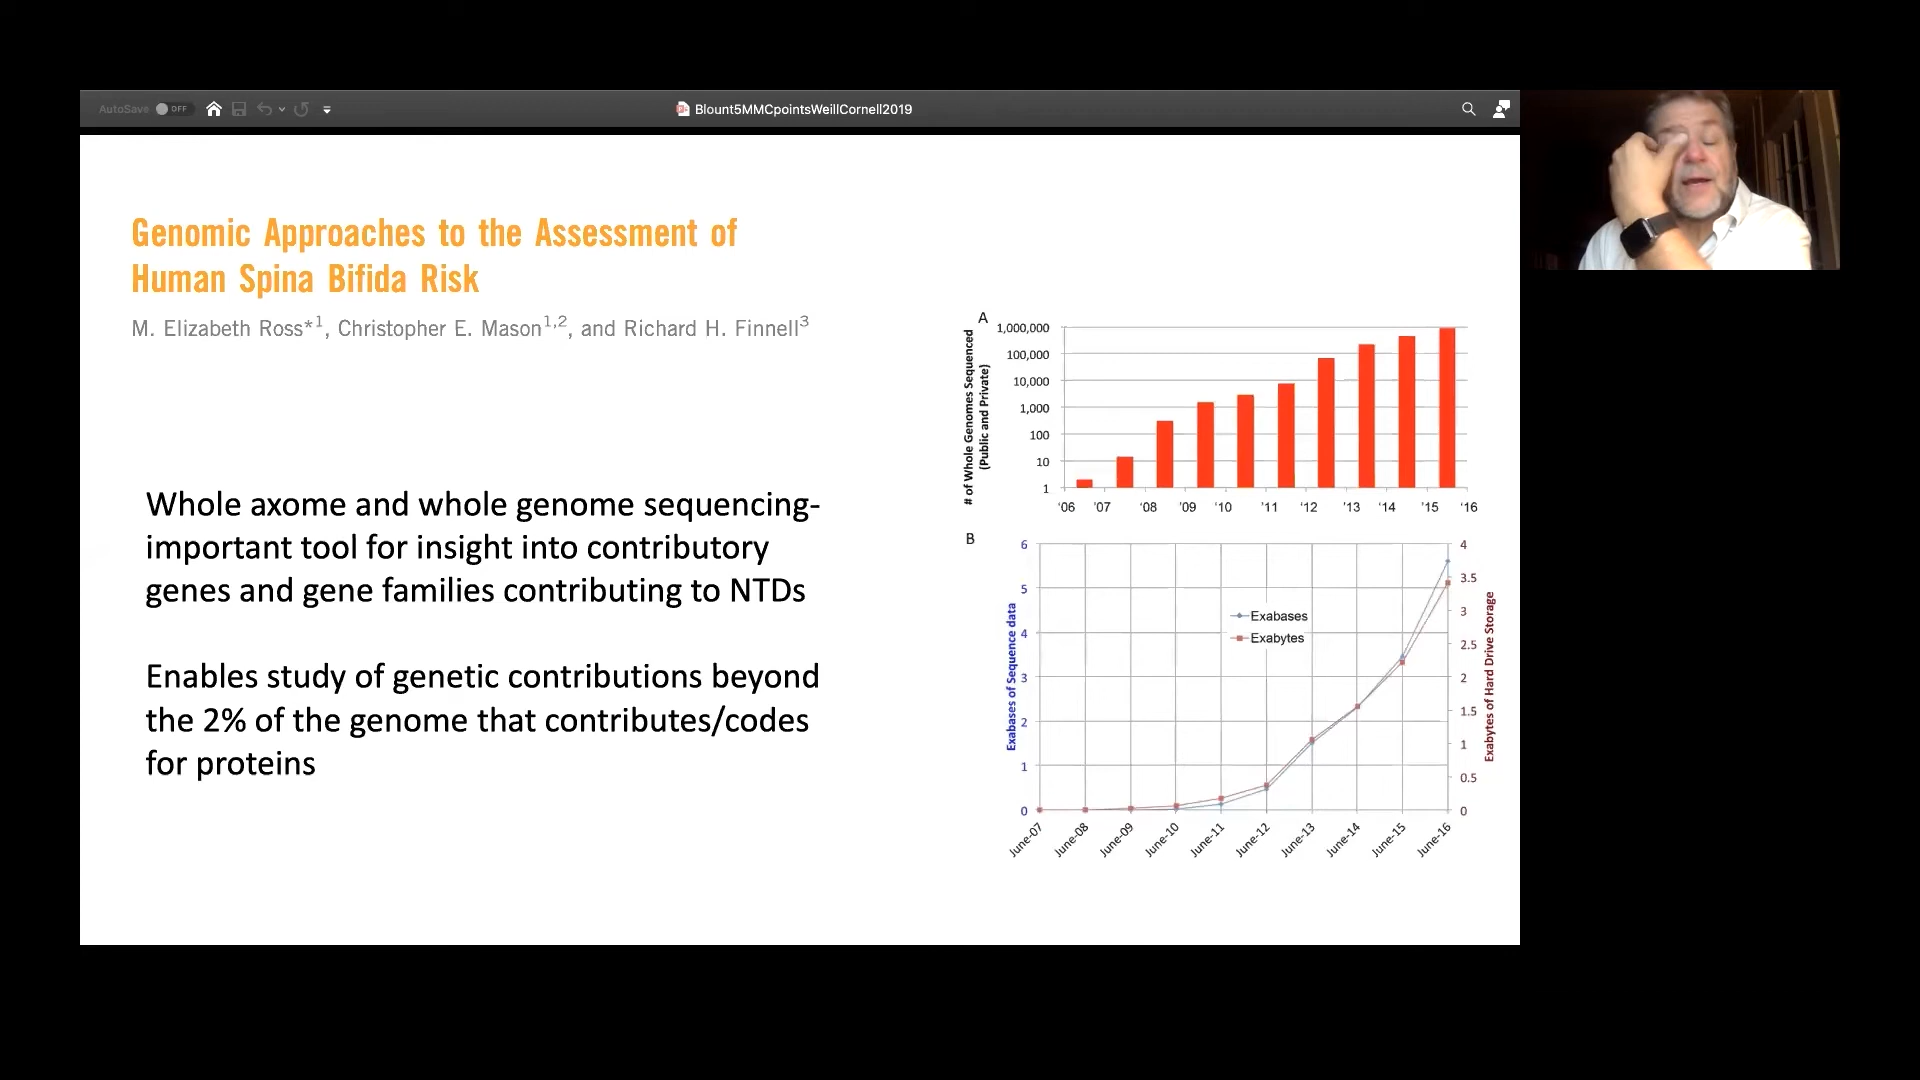 AutoSave OFF
Blount5MMCpointsWeillCornell2019
Genomic Approaches to the Assessment of
Human Spina Bifida Risk
M. Elizabeth Ross*1, Christopher E. Mason1,2, and Richard H. Finnell3
Whole axome and whole genome sequencing-
important tool for insight into contributory
genes and gene families contributing to NTDs
Enables study of genetic contributions beyond
the 2% of the genome that contributes/codes
for proteins
A
# of Whole Genomes Sequenced
(Public and Private)
1,000,000
100,000
10,000
1,000
100
10
1
'06 '07 '08 '09 '10 '11 '12 '13 '14 '15 '16
B
Exabases of Sequence data
6
5
4
3
2
1
0
Exabases
Exabytes
4
3.5
3
2.5
2
1.5
1
0.5
0
Exabytes of Hard Drive Storage
June-07 June-08 June-09 June-10 June-11 June-12 June-13 June-14 June-15 June-16